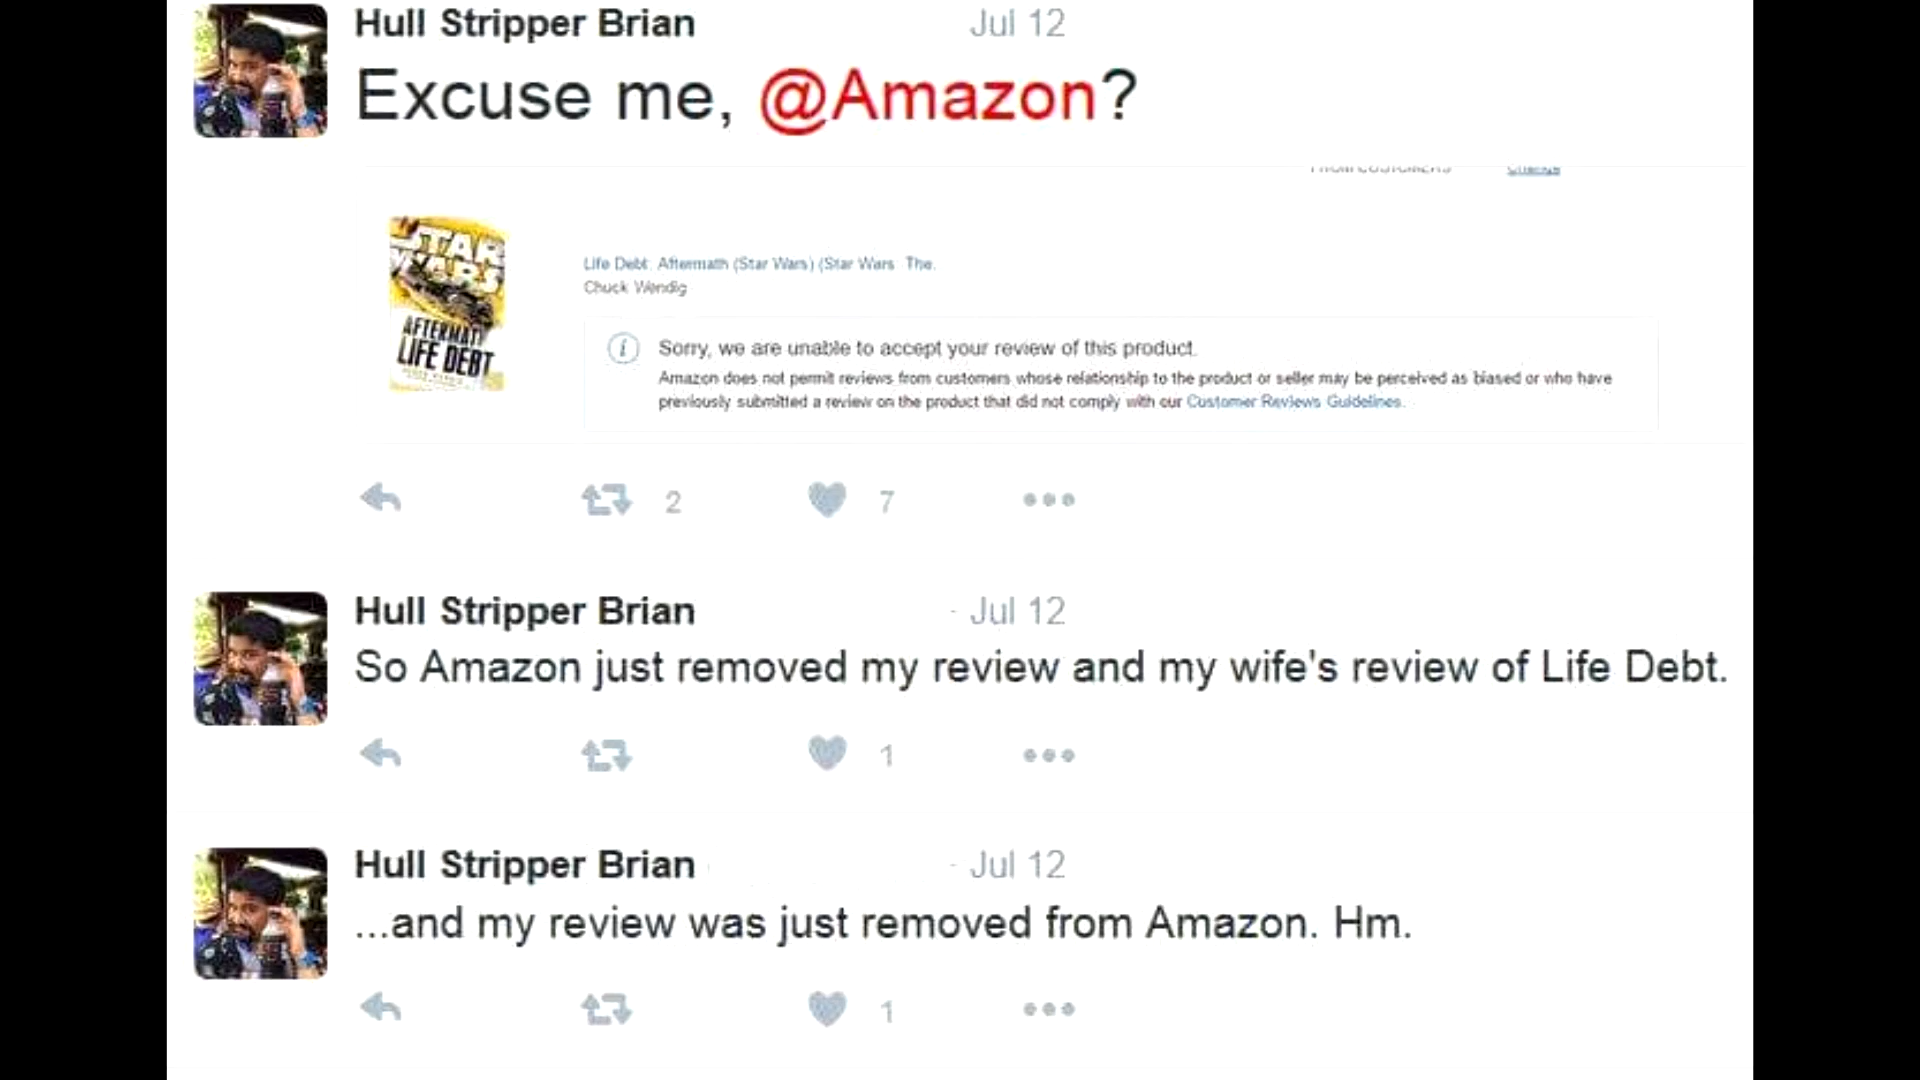 Hull Stripper Brian Jul 12
Excuse me, @Amazon?
FROM CUSTOMERS Change
STAR
WARS
AFTERMATH
LIFE DEBT
Life Debt: Aftermath (Star Wars) (Star Wars: The.
Chuck Wendig
Sorry, we are unable to accept your review of this product.
Amazon does not permit reviews from customers whose relationship to the product or seller may be perceived as biased or who have
previously submitted a review on the product that did not comply with our Customer Reviews Guidelines.
2 7
Hull Stripper Brian - Jul 12
So Amazon just removed my review and my wife's review of Life Debt.
1
Hull Stripper Brian - Jul 12
...and my review was just removed from Amazon. Hm.
1